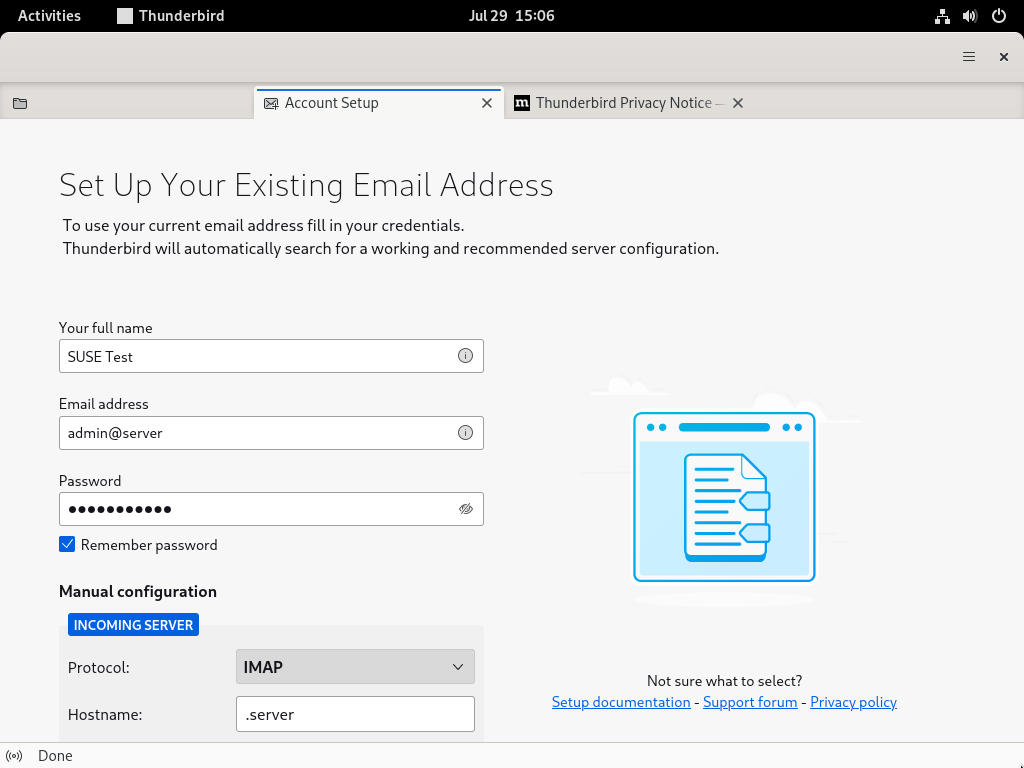 Activities Thunderbird Jul 29 15:06
Account Setup Thunderbird Privacy Notice —
Set Up Your Existing Email Address
To use your current email address fill in your credentials.
Thunderbird will automatically search for a working and recommended server configuration.
Your full name
SUSE Test
Email address
admin@server
Password
●●●●●●●●●●●
Remember password
Manual configuration
INCOMING SERVER
Protocol: IMAP
Hostname: .server
Not sure what to select?
Setup documentation - Support forum - Privacy policy
Done